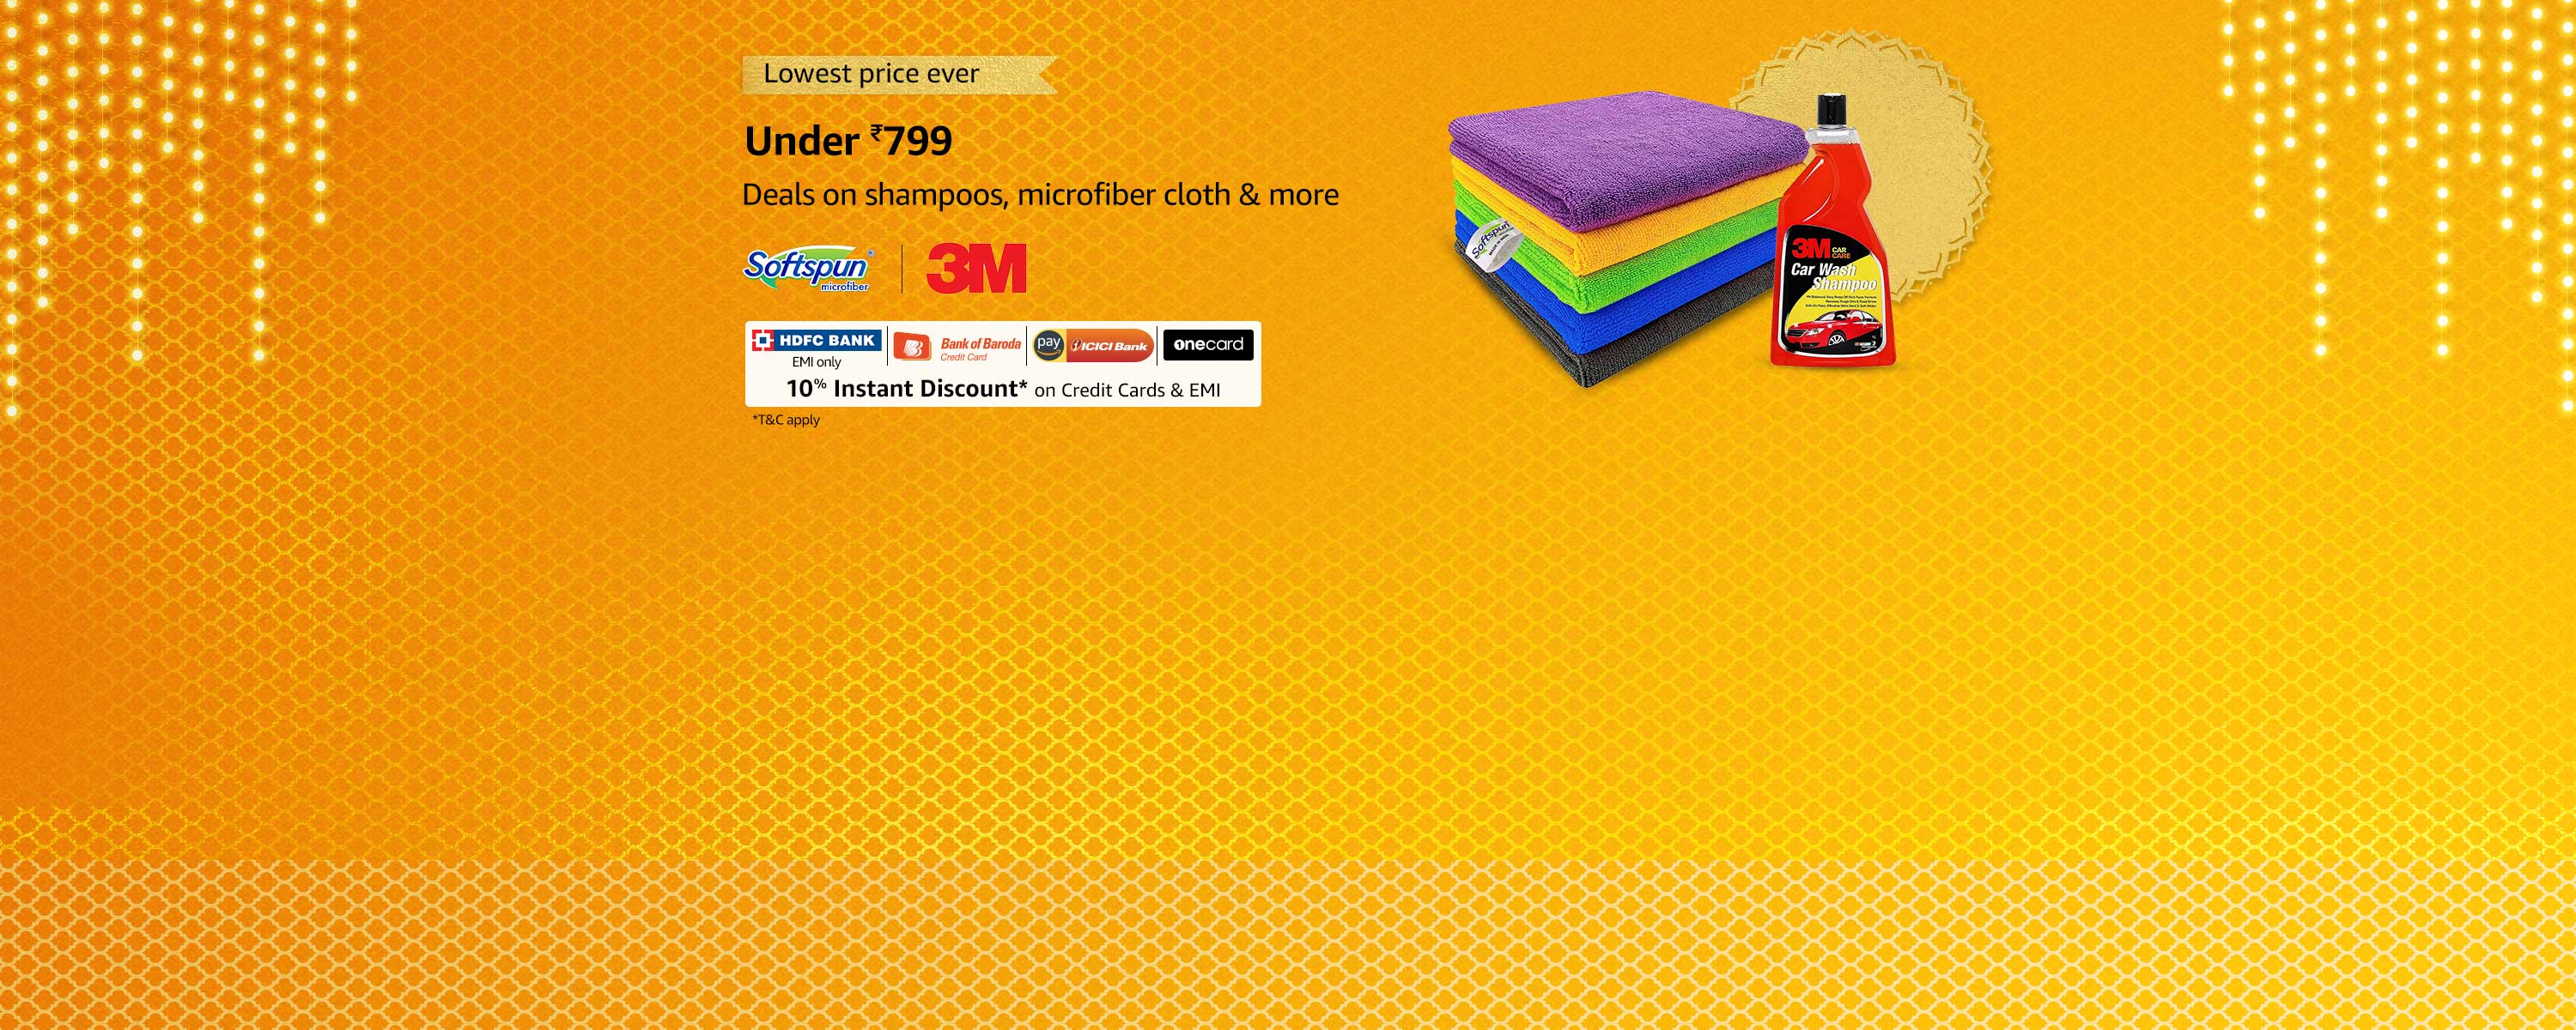 Lowest price ever
Under ₹799
Deals on shampoos, microfiber cloth & more
Softspun
microfiber
3M
HDFC BANK
EMI only
Bank of Baroda
Credit Card
pay
ICICI Bank
onecard
10% Instant Discount* on Credit Cards & EMI
*T&C apply
Softspun
3M CAR CARE
Car Wash
Shampoo